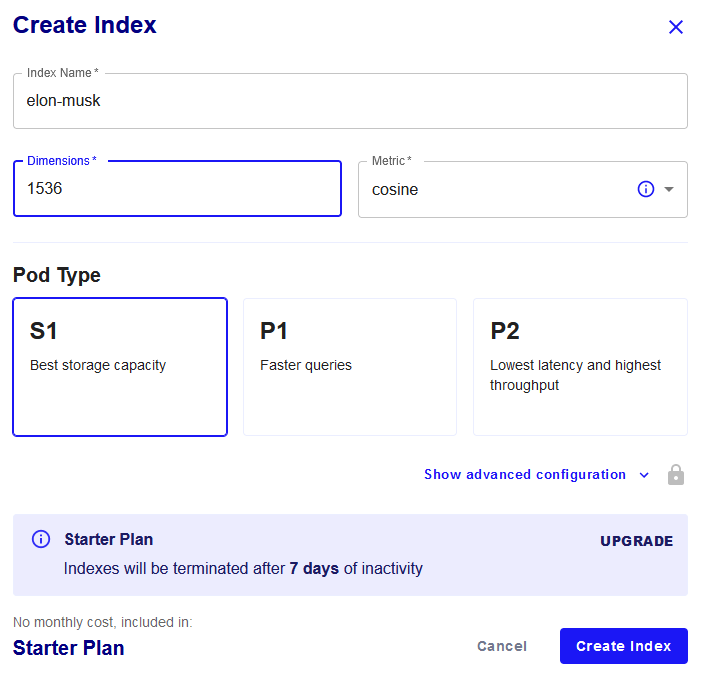 Create Index
Index Name *
elon-musk
Dimensions *
1536
Metric *
cosine
Pod Type
S1
Best storage capacity
P1
Faster queries
P2
Lowest latency and highest
throughput
Show advanced configuration
Starter Plan
UPGRADE
Indexes will be terminated after 7 days of inactivity
No monthly cost, included in:
Starter Plan
Cancel
Create Index